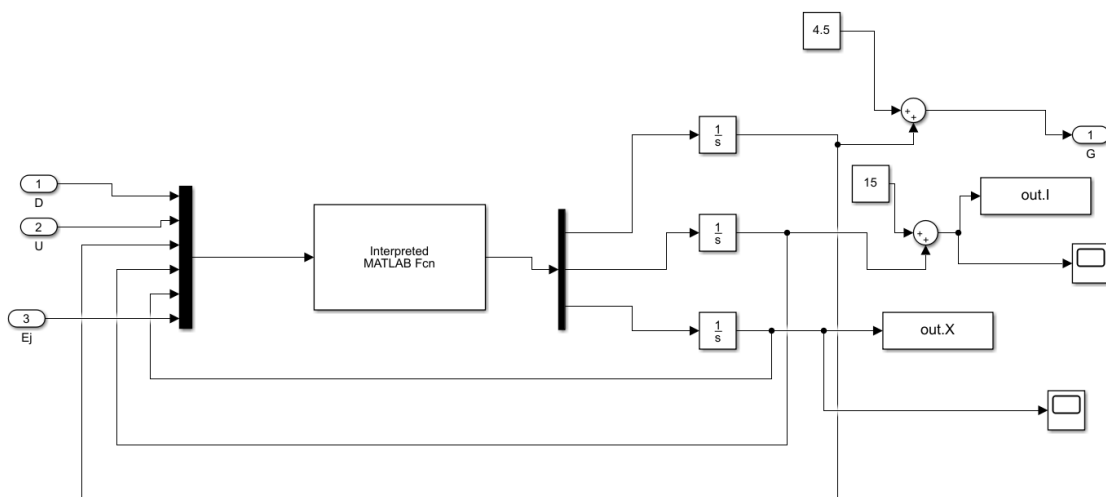 4.5
+
+
1
s
1
G
1
D
15
out.I
2
U
Interpreted
MATLAB Fcn
1
s
+
+
3
Ej
1
s
out.X